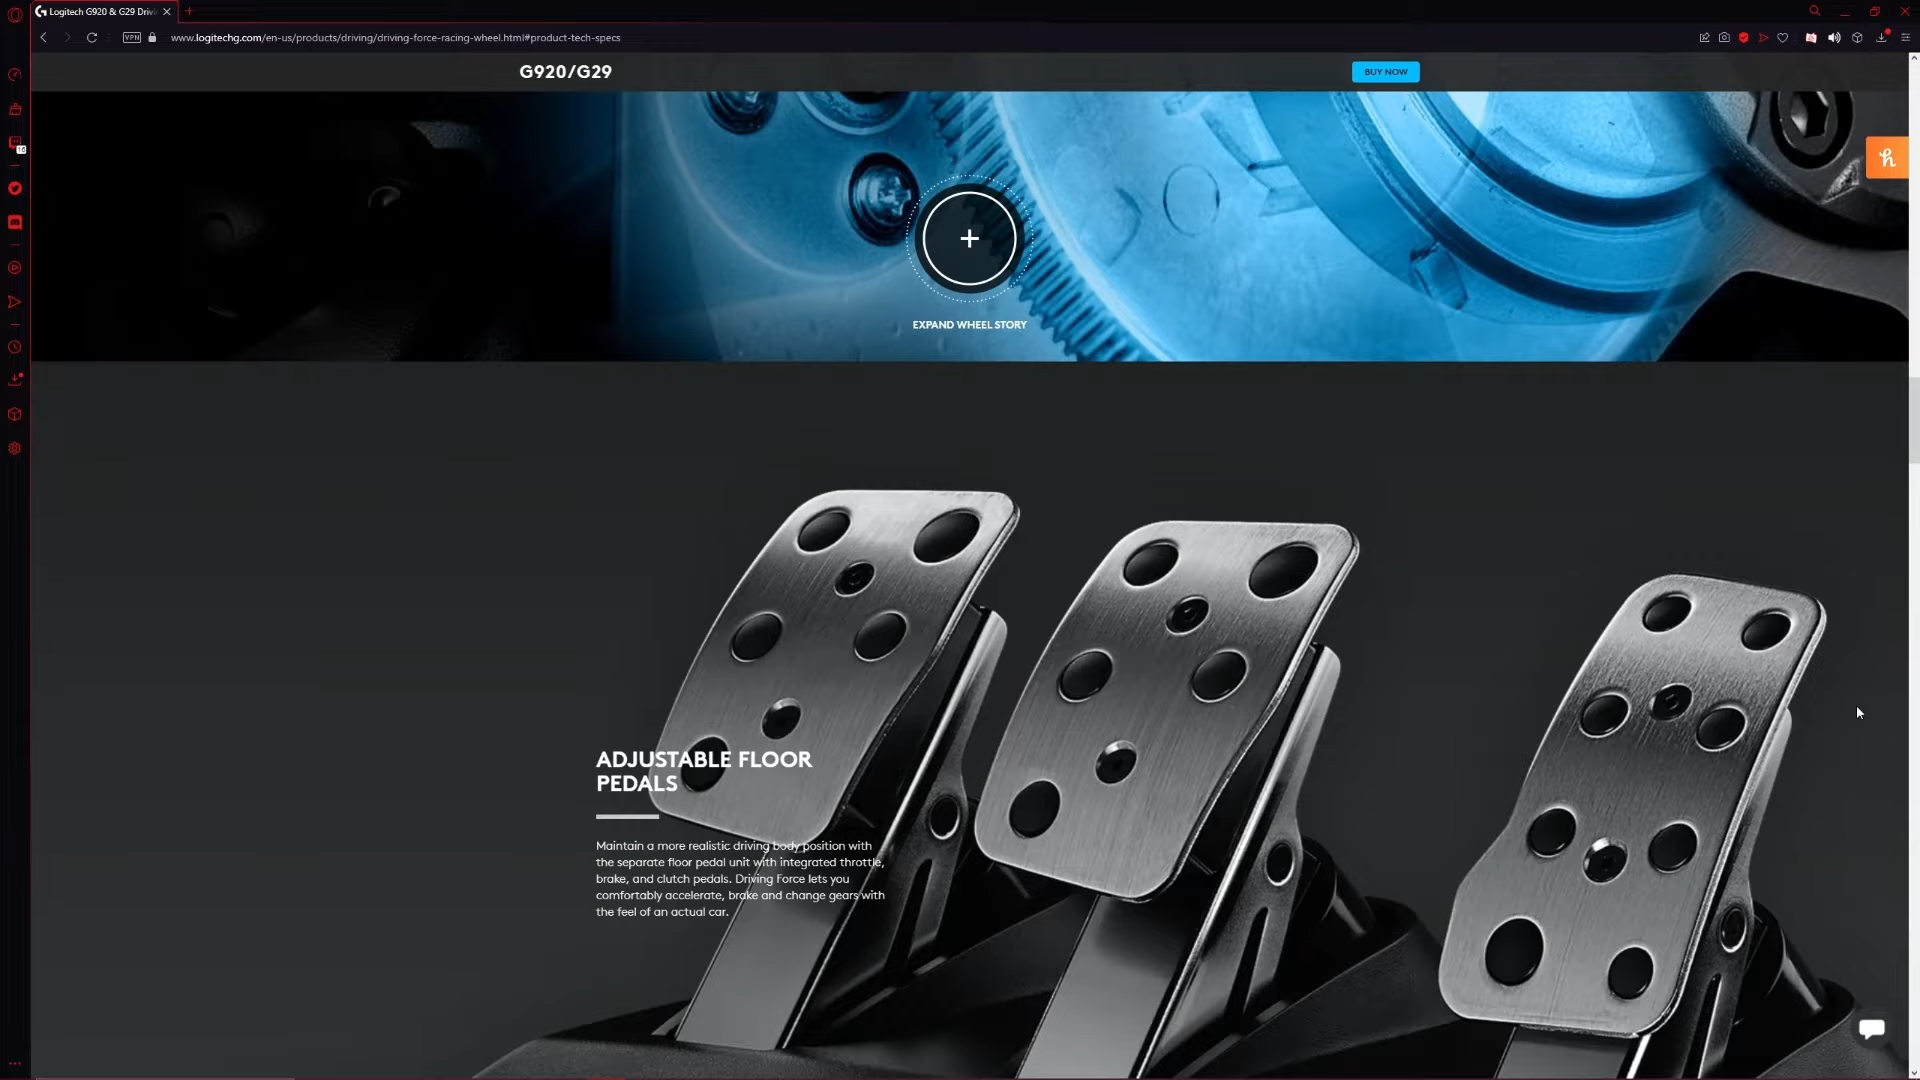 Logitech G920 & G29 Drivi
VPN
www.logitechg.com/en-us/products/driving/driving-force-racing-wheel.html#product-tech-specs
G920/G29
BUY NOW
EXPAND WHEEL STORY
ADJUSTABLE FLOOR
PEDALS
Maintain a more realistic driving body position with
the separate floor pedal unit with integrated throttle,
brake, and clutch pedals. Driving Force lets you
comfortably accelerate, brake and change gears with
the feel of an actual car.